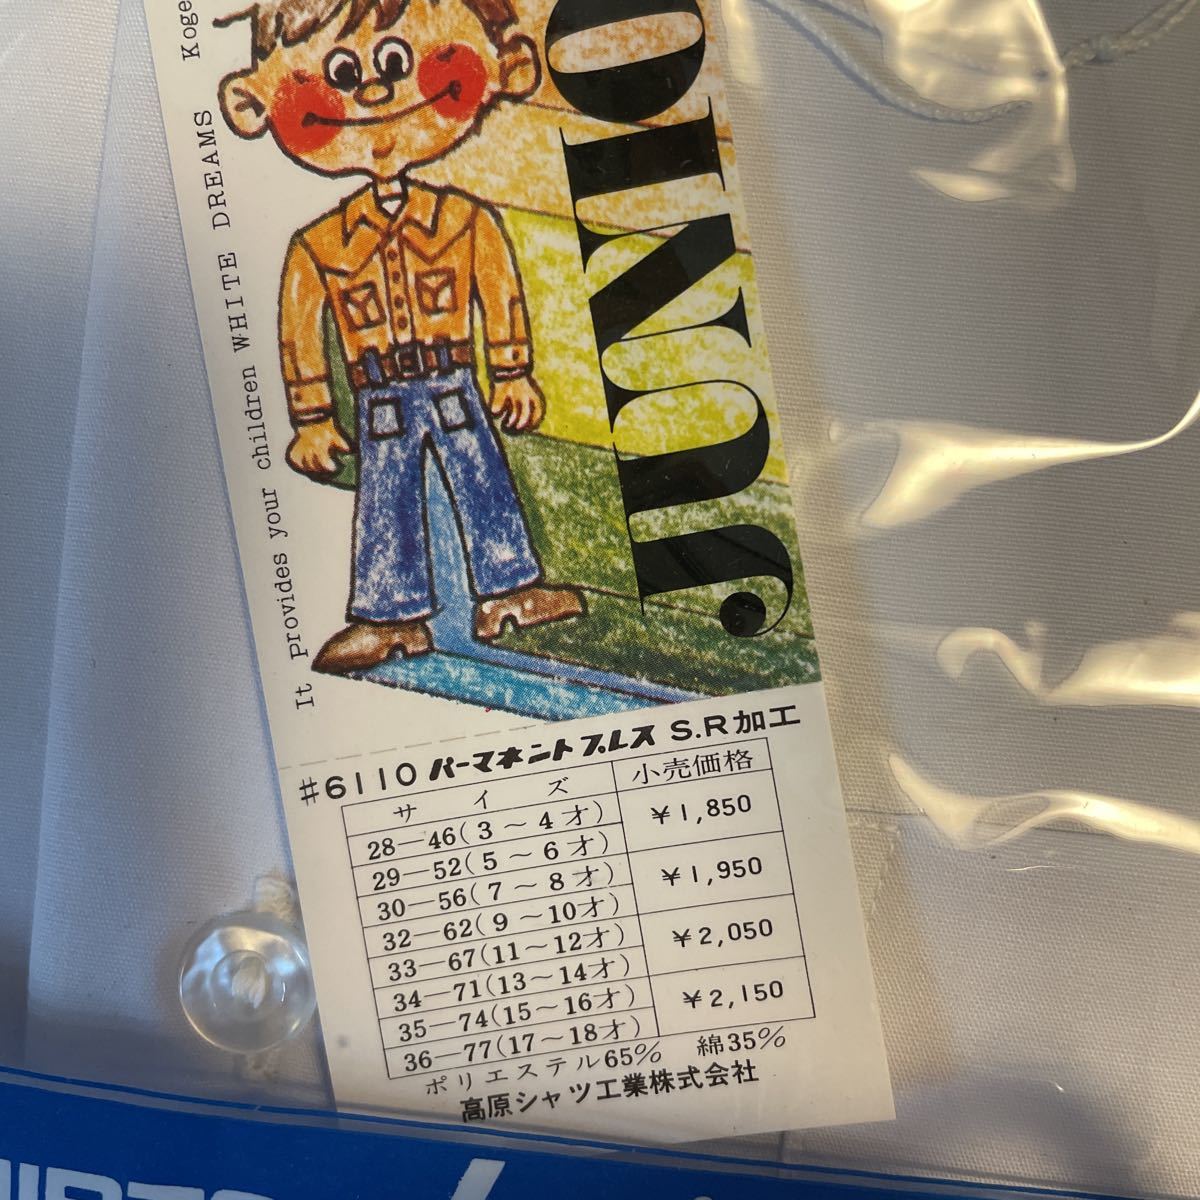 It provides your children WHITE DREAMS Koge
JUNIO
#6110 パーマネントプレス S.R加工
サイズ 小売価格
28—46(3～4才) ¥1,850
29—52(5～6才)
30—56(7～8才) ¥1,950
32—62(9～10才)
33—67(11～12才) ¥2,050
34—71(13～14才)
35—74(15～16才) ¥2,150
36—77(17～18才)
ポリエステル65% 綿35%
高原シャツ工業株式会社